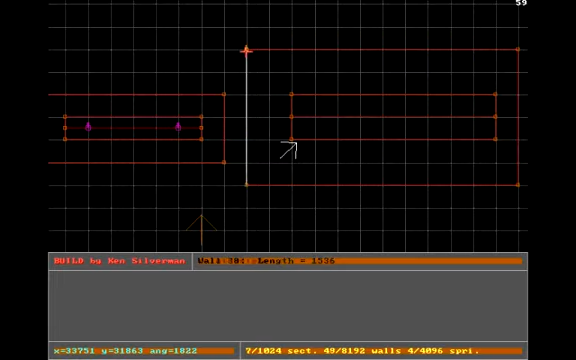 59
BUILD by Ken Silverman
Wall Length = 1536
x=33751 y=31863 ang=1822
7/1024 sect. 49/8192 walls 4/4096 spri.